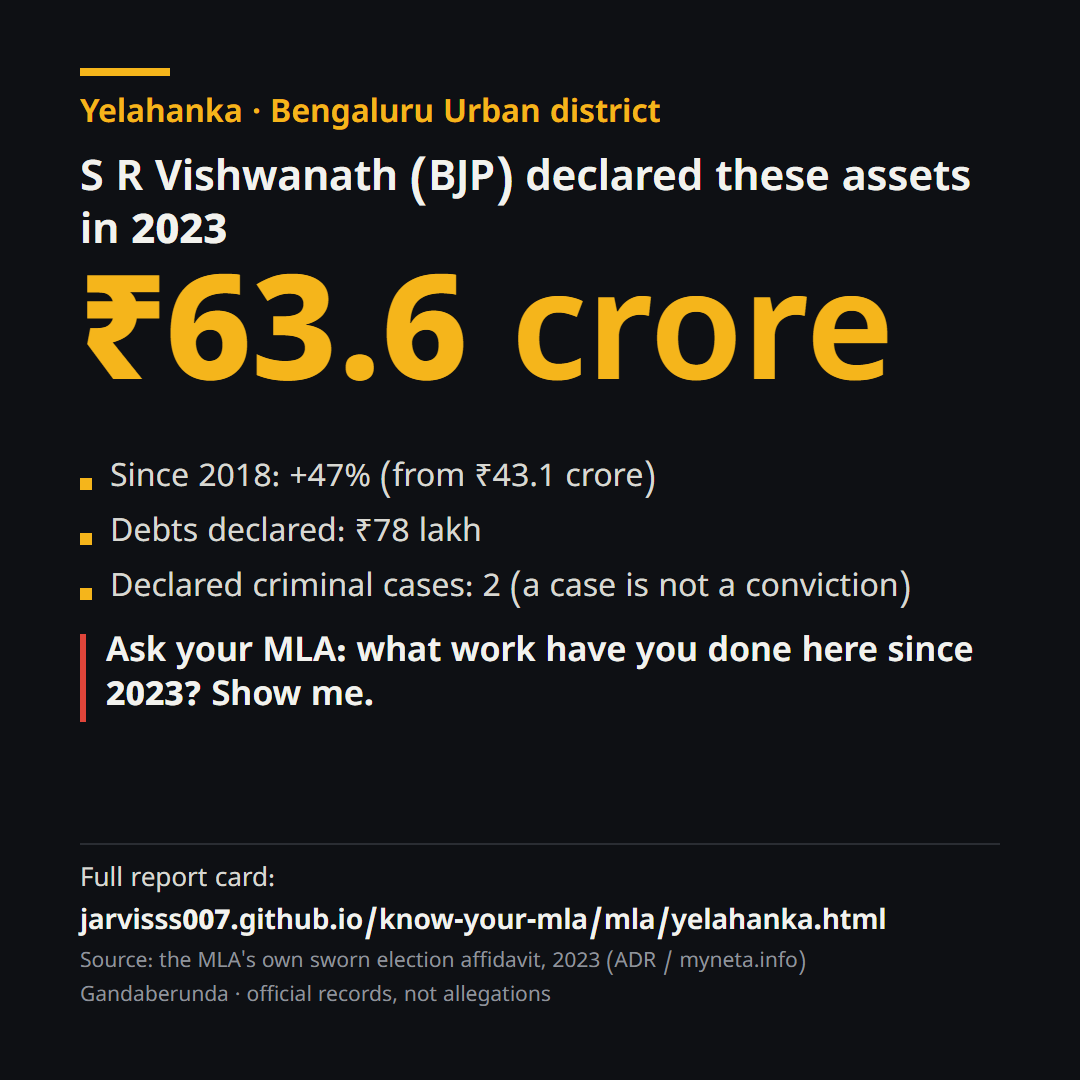 Yelahanka · Bengaluru Urban district
S R Vishwanath (BJP) declared these assets
in 2023
₹63.6 crore
Since 2018: +47% (from ₹43.1 crore)
Debts declared: ₹78 lakh
Declared criminal cases: 2 (a case is not a conviction)
Ask your MLA: what work have you done here since
2023? Show me.
Full report card:
jarvisss007.github.io/know-your-mla/mla/yelahanka.html
Source: the MLA's own sworn election affidavit, 2023 (ADR / myneta.info)
Gandaberunda · official records, not allegations